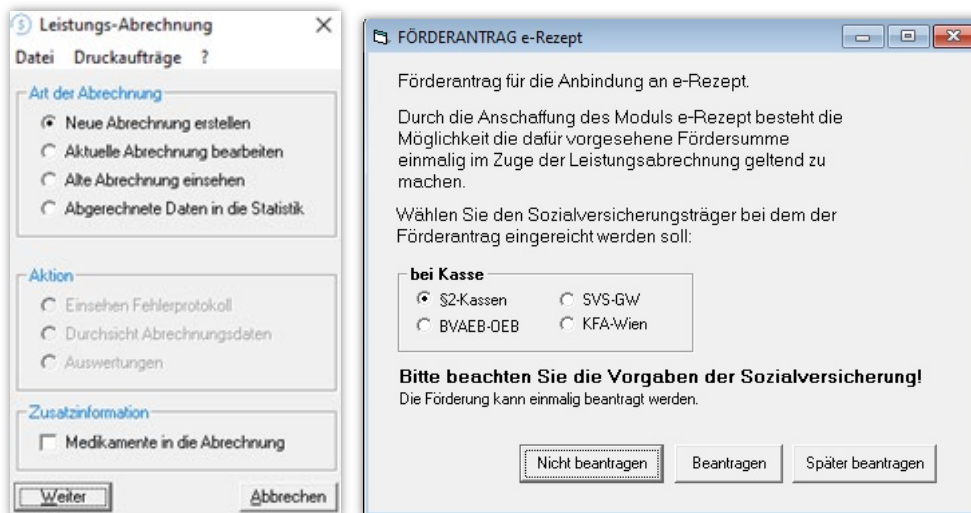 Leistungs-Abrechnung
Datei Druckaufträge ?
Art der Abrechnung
Neue Abrechnung erstellen
Aktuelle Abrechnung bearbeiten
Alte Abrechnung einsehen
Abgerechnete Daten in die Statistik
Aktion
Einsehen Fehlerprotokoll
Durchsicht Abrechnungsdaten
Auswertungen
Zusatzinformation
Medikamente in die Abrechnung
Weiter Abbrechen
FÖRDERANTRAG e-Rezept
Förderantrag für die Anbindung an e-Rezept.
Durch die Anschaffung des Moduls e-Rezept besteht die
Möglichkeit die dafür vorgesehene Fördersumme
einmalig im Zuge der Leistungsabrechnung geltend zu
machen.
Wählen Sie den Sozialversicherungsträger bei dem der
Förderantrag eingereicht werden soll:
bei Kasse
§2-Kassen SVS-GW
BVAEB-OEB KFA-Wien
Bitte beachten Sie die Vorgaben der Sozialversicherung!
Die Förderung kann einmalig beantragt werden.
Nicht beantragen Beantragen Später beantragen